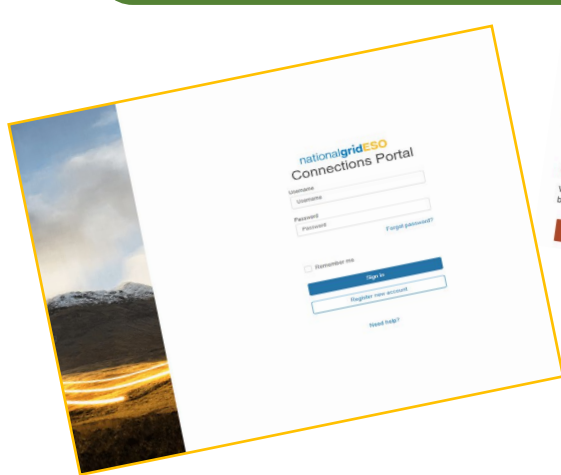 nationalgridESO
Connections Portal
Username
Username
Password
Password
Forgot password?
Remember me
Sign in
Register new account
Need help?